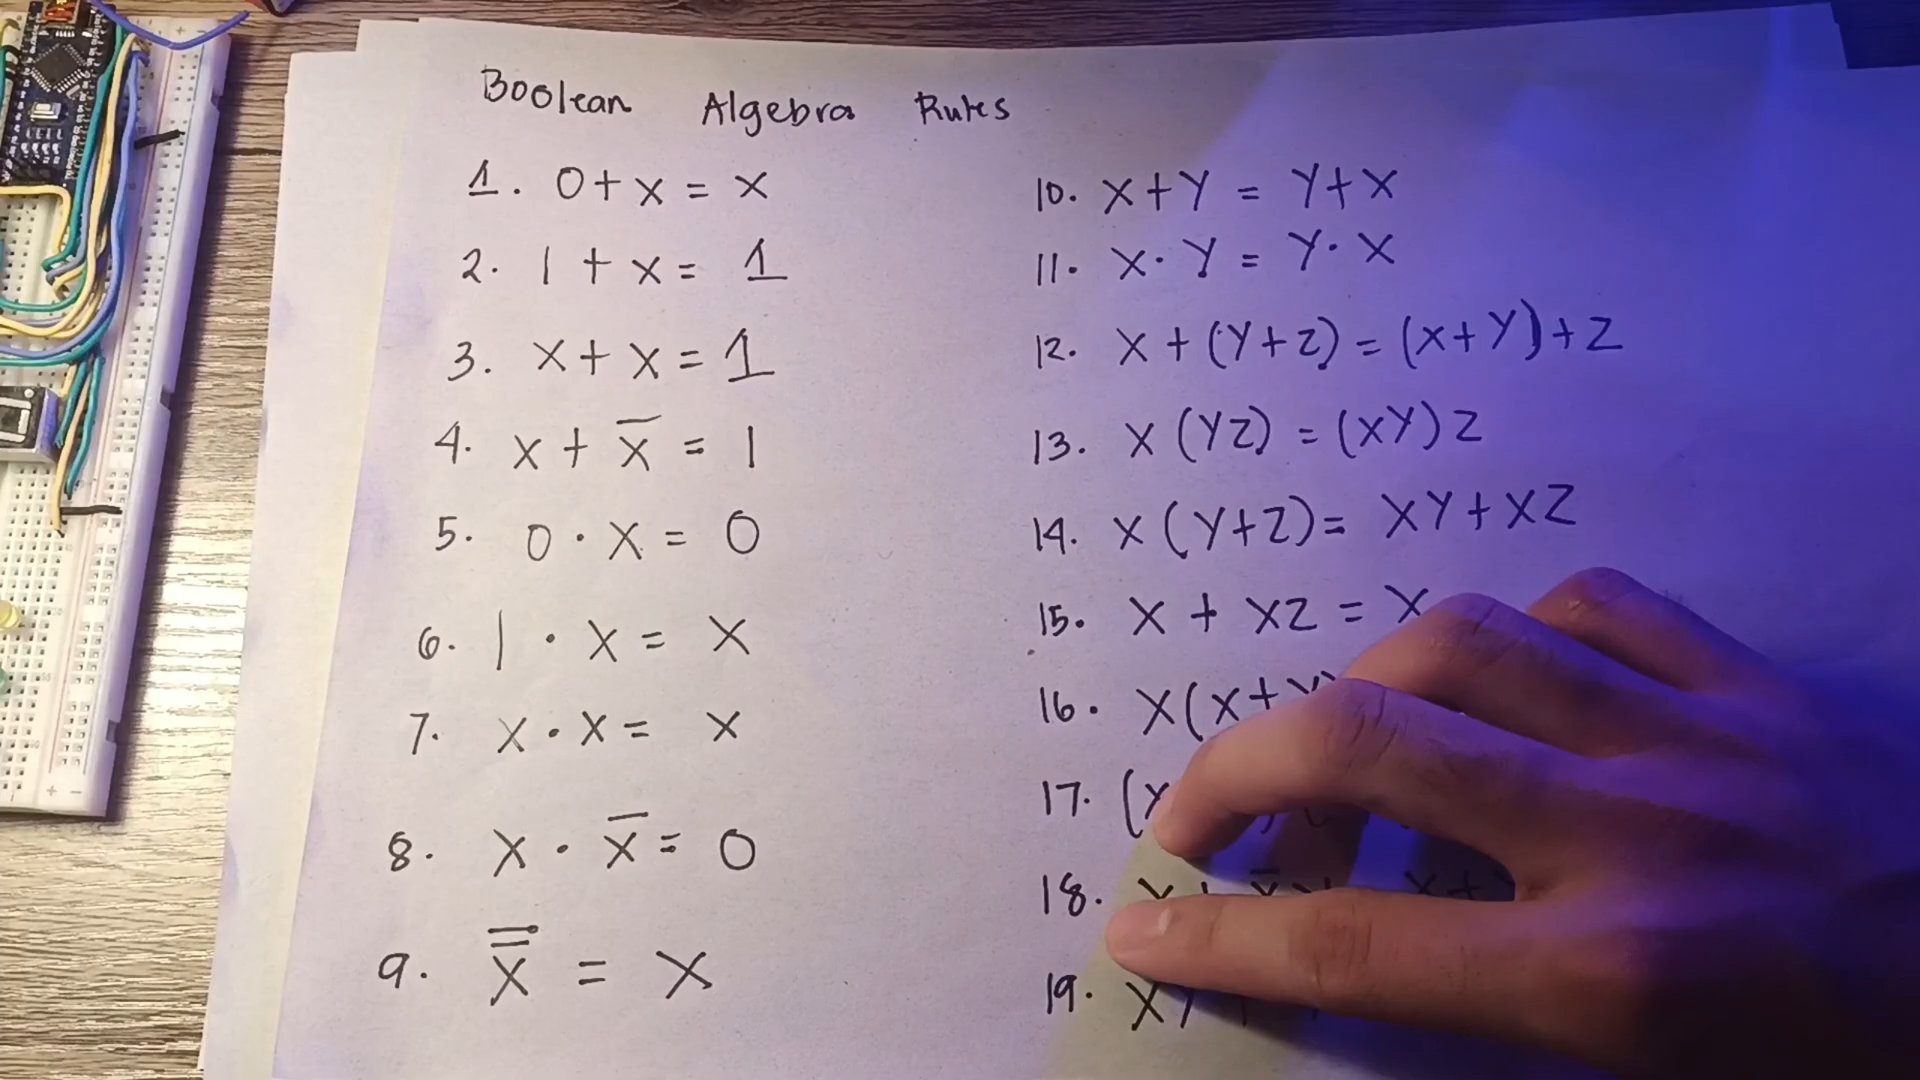 Boolean Algebra Rules
1. 0 + x = x
2. 1 + x = 1
3. x + x = 1
4. x + x̅ = 1
5. 0 · x = 0
6. 1 · x = x
7. x · x = x
8. x · x̅ = 0
9. x̿ = x
10. X + Y = Y + X
11. X · Y = Y · X
12. X + (Y + Z) = (X + Y) + Z
13. X (YZ) = (XY) Z
14. X (Y + Z) = XY + XZ
15. X + XZ = X
16. X (X +
17. (X
18.
19. X